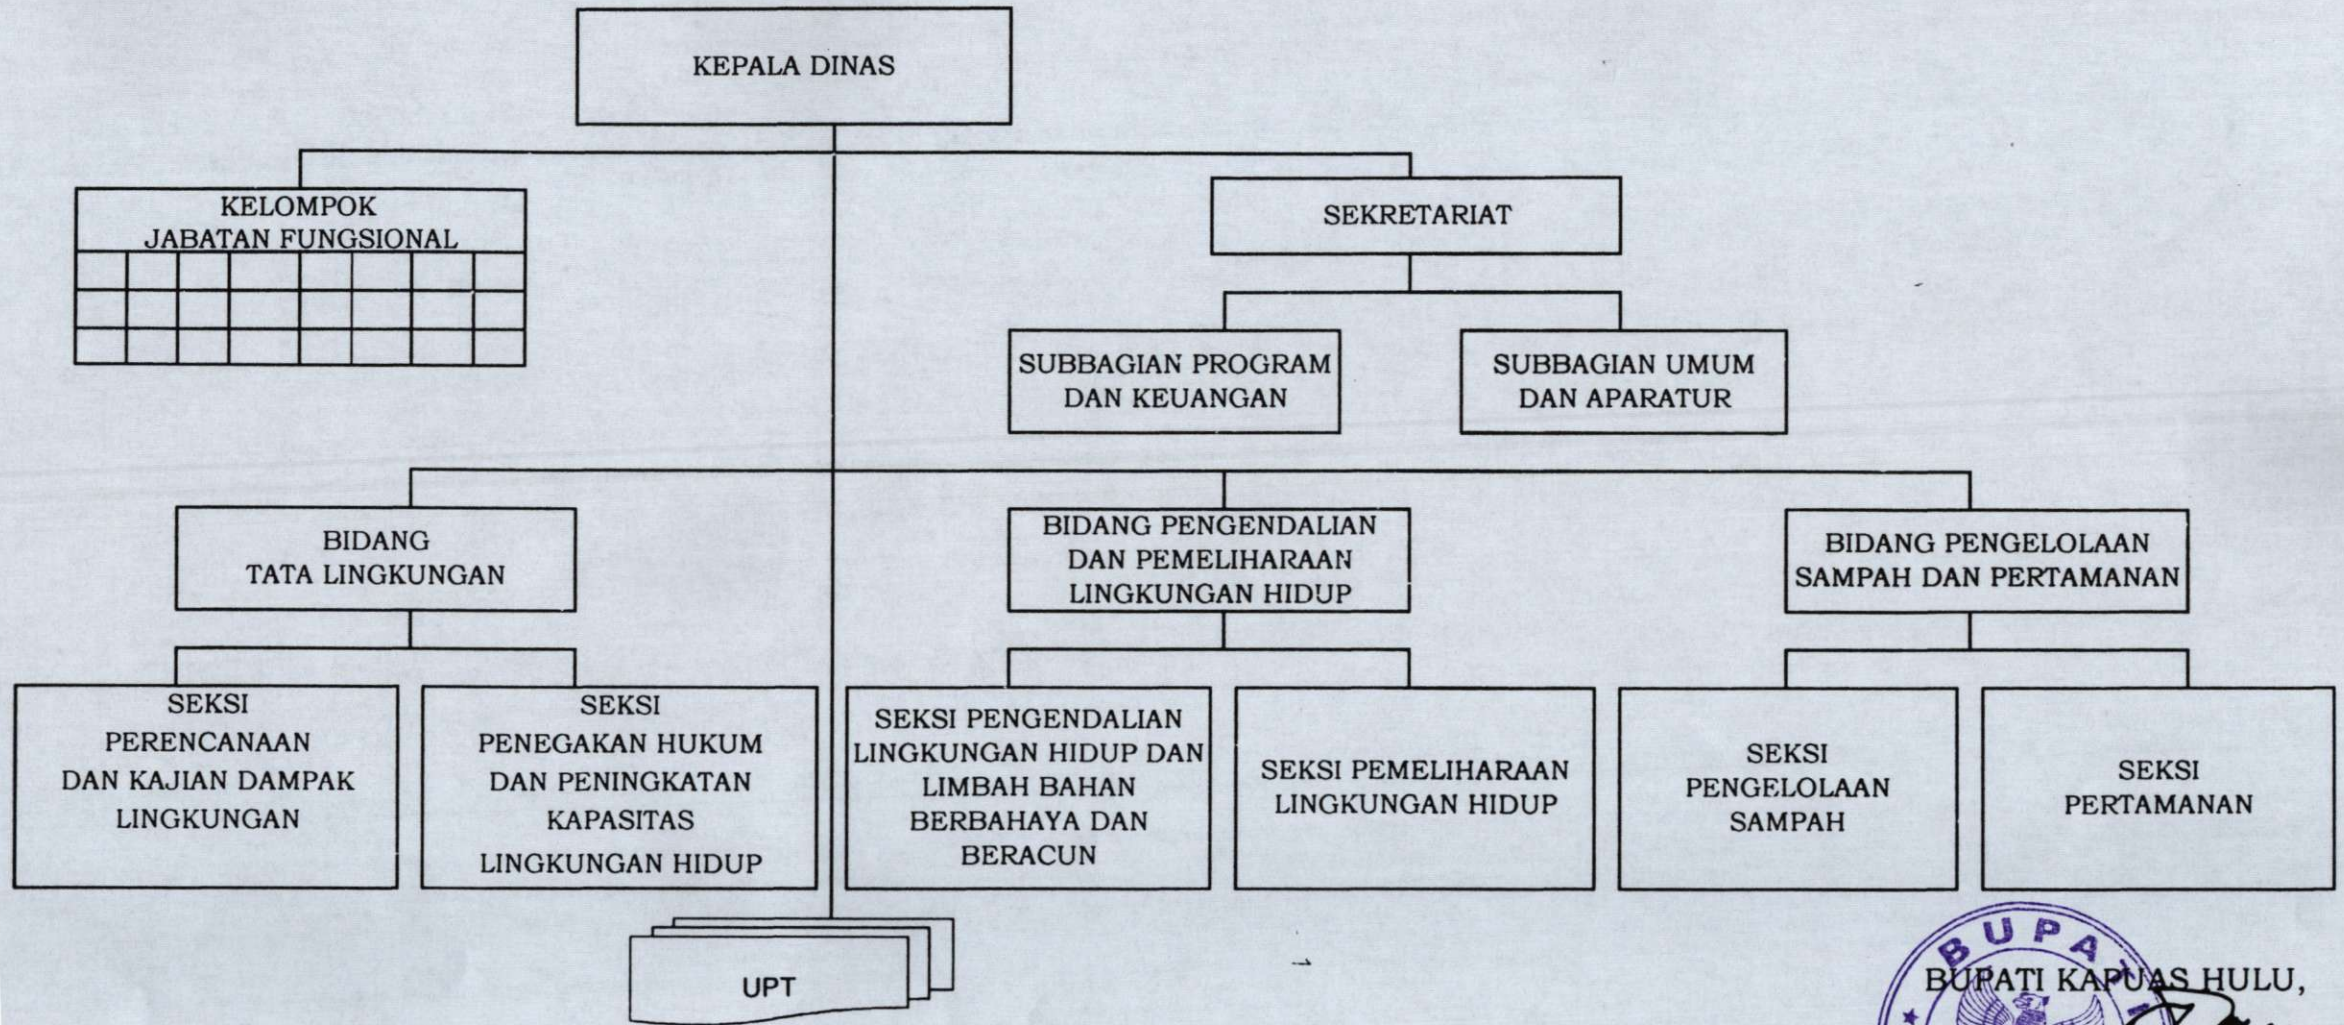 KEPALA DINAS
KELOMPOK
JABATAN FUNGSIONAL
SEKRETARIAT
SUBBAGIAN PROGRAM
DAN KEUANGAN
SUBBAGIAN UMUM
DAN APARATUR
BIDANG
TATA LINGKUNGAN
BIDANG PENGENDALIAN
DAN PEMELIHARAAN
LINGKUNGAN HIDUP
BIDANG PENGELOLAAN
SAMPAH DAN PERTAMANAN
SEKSI
PERENCANAAN
DAN KAJIAN DAMPAK
LINGKUNGAN
SEKSI
PENEGAKAN HUKUM
DAN PENINGKATAN
KAPASITAS
LINGKUNGAN HIDUP
SEKSI PENGENDALIAN
LINGKUNGAN HIDUP DAN
LIMBAH BAHAN
BERBAHAYA DAN
BERACUN
SEKSI PEMELIHARAAN
LINGKUNGAN HIDUP
SEKSI
PENGELOLAAN
SAMPAH
SEKSI
PERTAMANAN
UPT
BUPATI
BUPATI KAPUAS HULU,